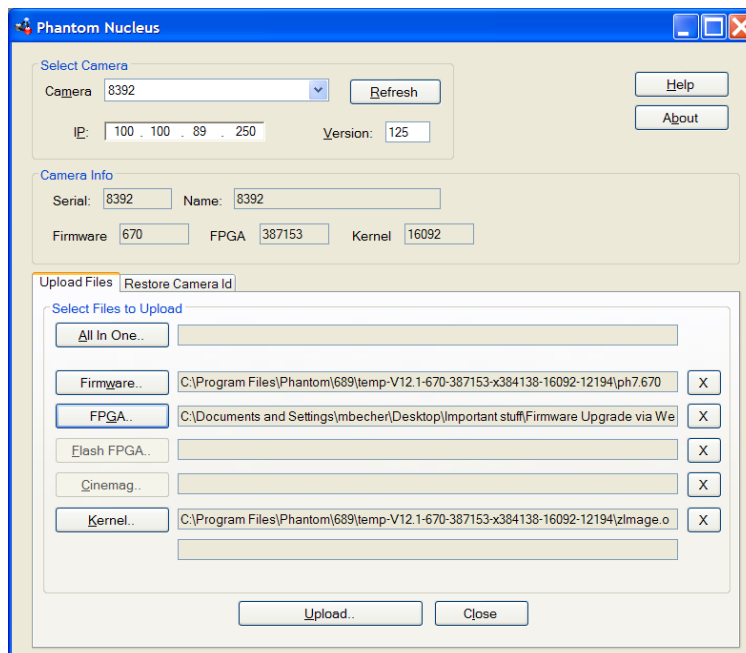 Phantom Nucleus
Select Camera
Camera 8392 Refresh
IP: 100 . 100 . 89 . 250 Version: 125
Help
About
Camera Info
Serial: 8392 Name: 8392
Firmware 670 FPGA 387153 Kernel 16092
Upload Files Restore Camera Id
Select Files to Upload
All In One..
Firmware.. C:\Program Files\Phantom\689\temp-V12.1-670-387153-x384138-16092-12194\ph7.670 X
FPGA.. C:\Documents and Settings\mbecher\Desktop\Important stuff\Firmware Upgrade via We X
Flash FPGA.. X
Cinemag.. X
Kernel.. C:\Program Files\Phantom\689\temp-V12.1-670-387153-x384138-16092-12194\zImage.o X
Upload.. Close